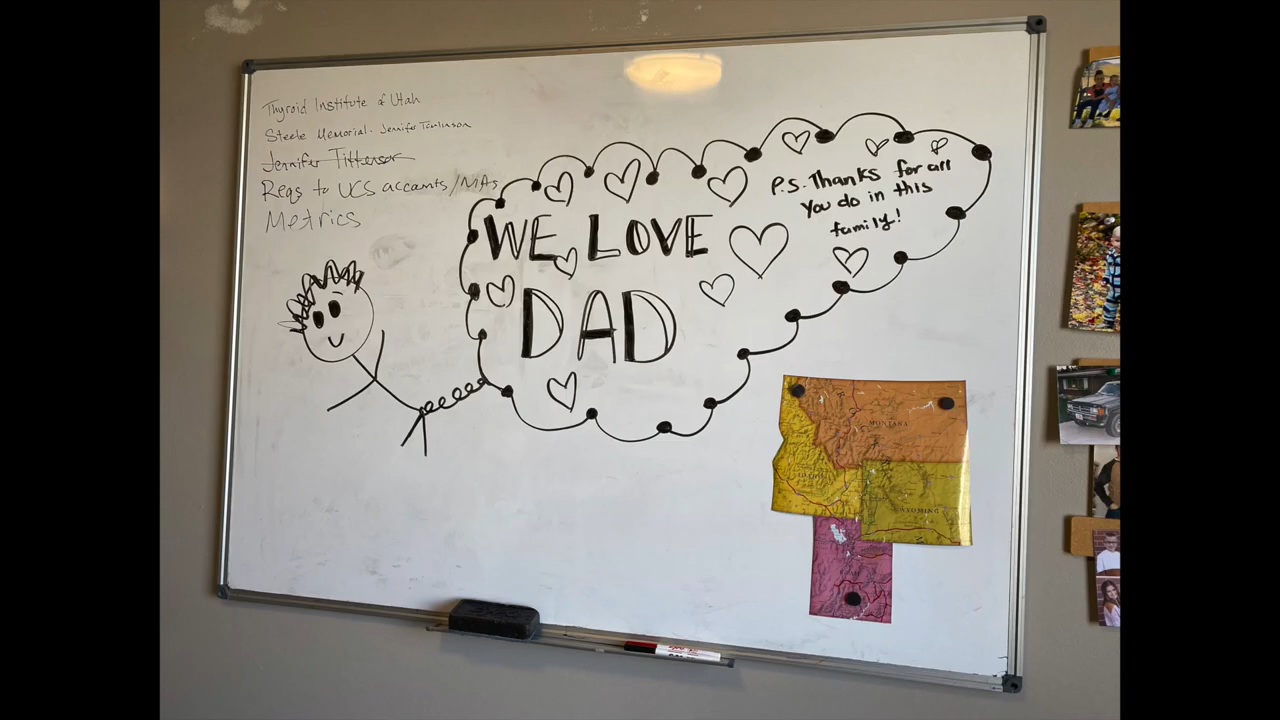 Thyroid Institute of Utah
Steele Memorial - Jennifer Tomlinson
Jennifer
Reqs to UCS accounts/MAs
Metrics
WE LOVE
DAD
P.S. Thanks for all
you do in this
family!
MONTANA
IDAHO
WYOMING